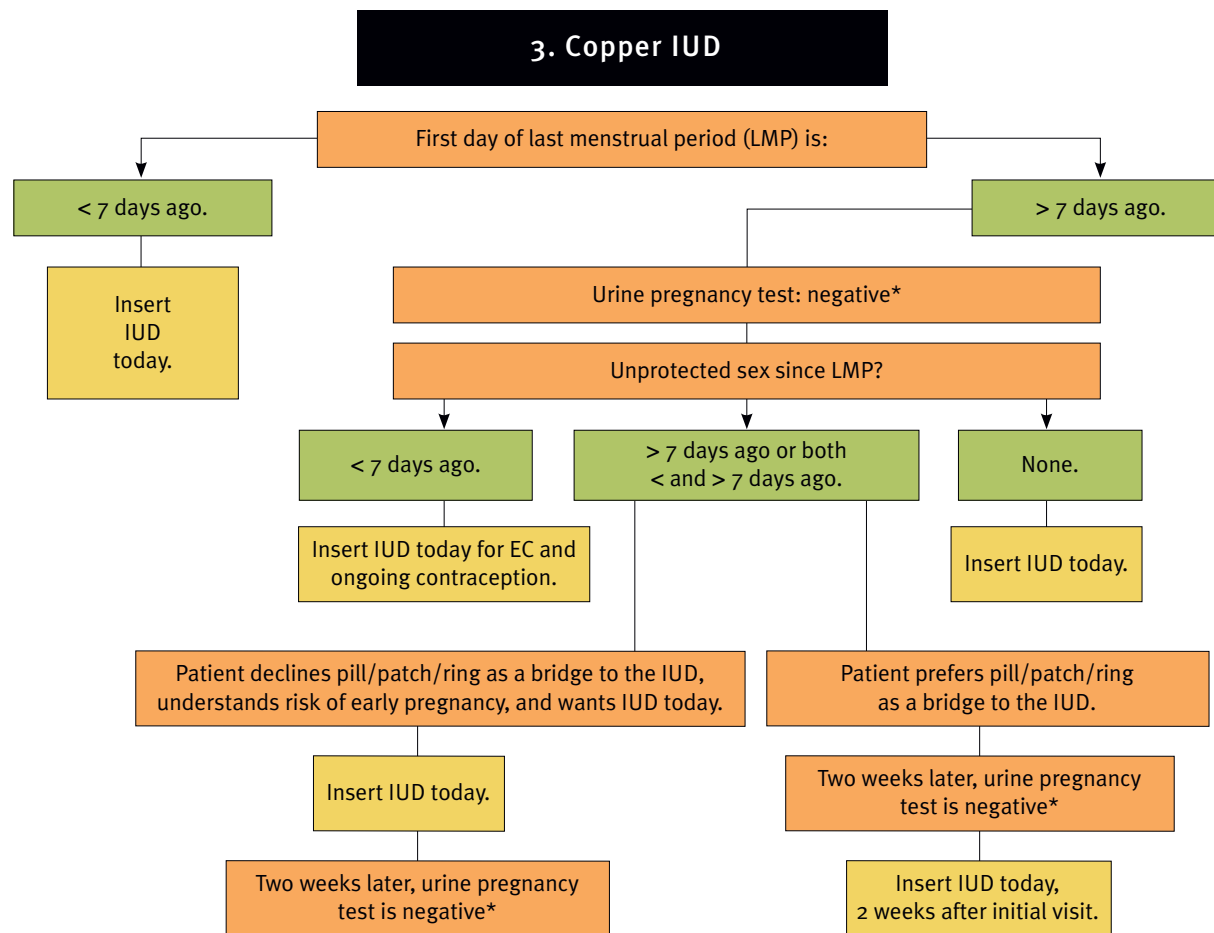 3. Copper IUD
First day of last menstrual period (LMP) is:
< 7 days ago.
> 7 days ago.
Insert
IUD
today.
Urine pregnancy test: negative*
Unprotected sex since LMP?
< 7 days ago.
> 7 days ago or both
< and > 7 days ago.
None.
Insert IUD today for EC and
ongoing contraception.
Insert IUD today.
Patient declines pill/patch/ring as a bridge to the IUD,
understands risk of early pregnancy, and wants IUD today.
Patient prefers pill/patch/ring
as a bridge to the IUD.
Insert IUD today.
Two weeks later, urine pregnancy
test is negative*
Two weeks later, urine pregnancy
test is negative*
Insert IUD today,
2 weeks after initial visit.